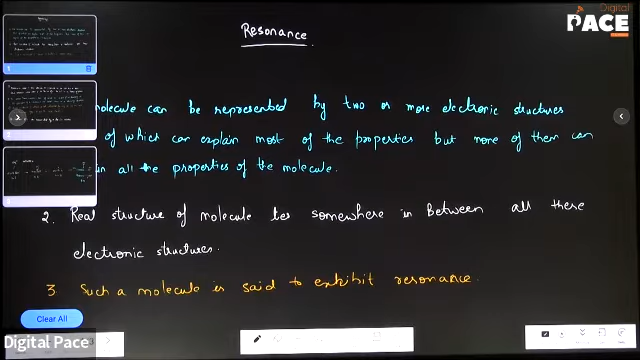 Digital
PACE
Resonance
molecule can be represented by two or more electronic structures
of which can explain most of the properties but none of them can
in all the properties of the molecule.
2. Real structure of molecule lies somewhere in Between all these
electronic structures.
3. Such a molecule is said to exhibit resonance.
Clear All
Digital Pace